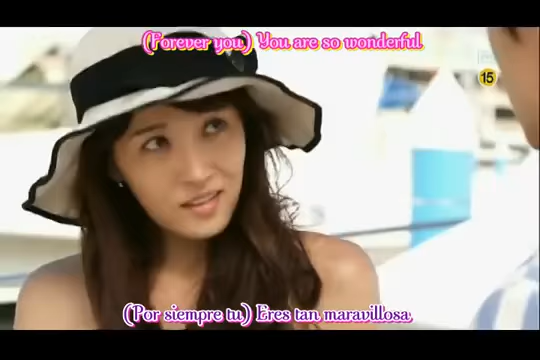 (Forever you) You are so wonderful
15
(Por siempre tu) Eres tan maravillosa